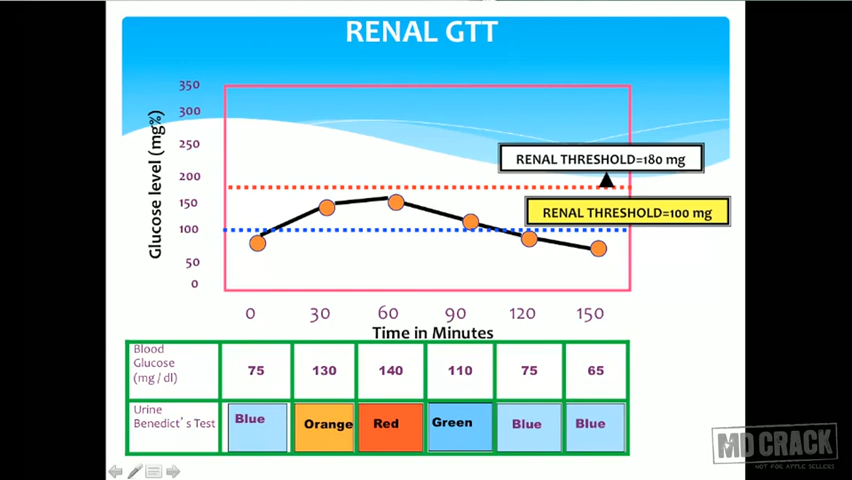 RENAL GTT
350
300
250
200
150
100
50
0
Glucose level (mg%)
RENAL THRESHOLD=180 mg
RENAL THRESHOLD=100 mg
0 30 60 90 120 150
Time in Minutes
Blood
Glucose
(mg / dl)
75 130 140 110 75 65
Urine
Benedict's Test
Blue Orange Red Green Blue Blue
MD CRACK
NOT FOR APPLE SELLERS